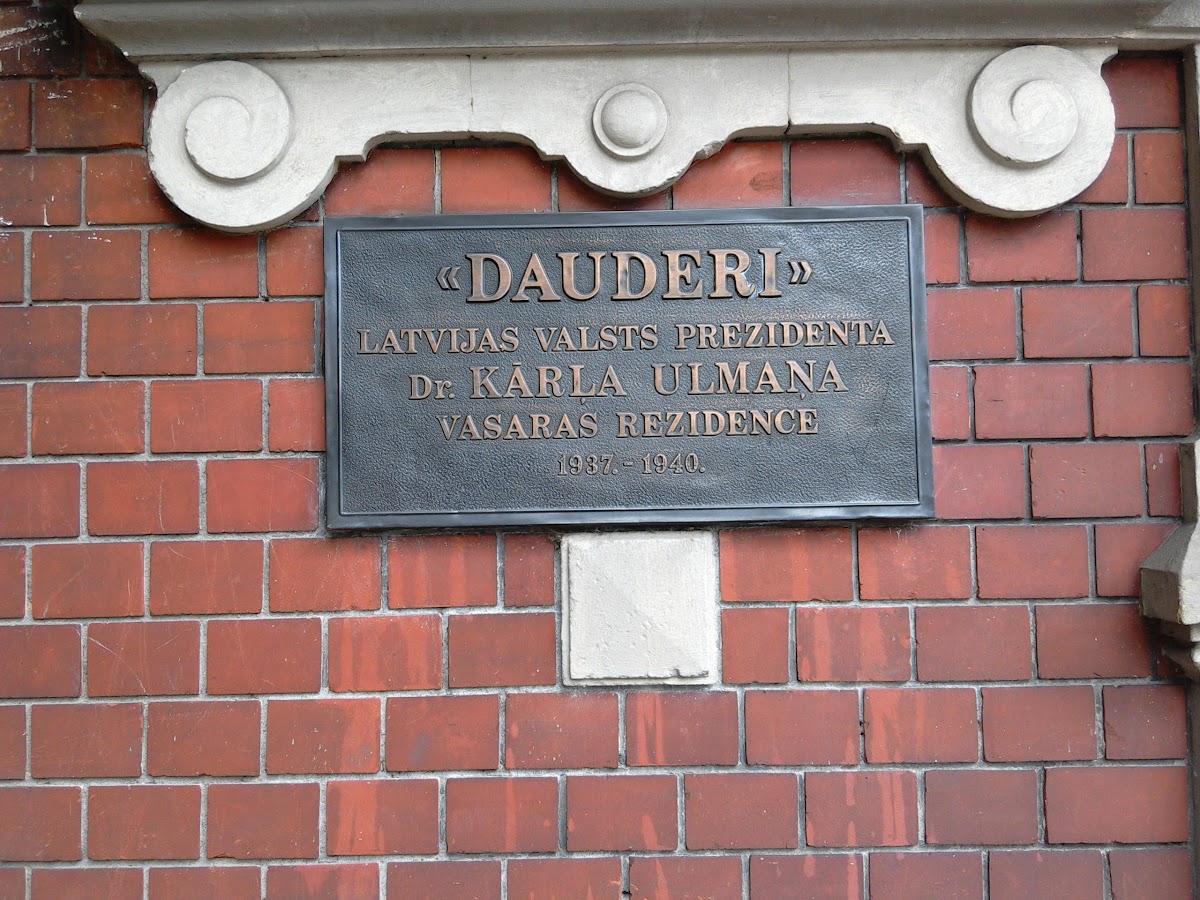 «DAUDERI»
LATVIJAS VALSTS PREZIDENTA
Dr. KĀRĻA ULMAŅA
VASARAS REZIDENCE
1937.-1940.